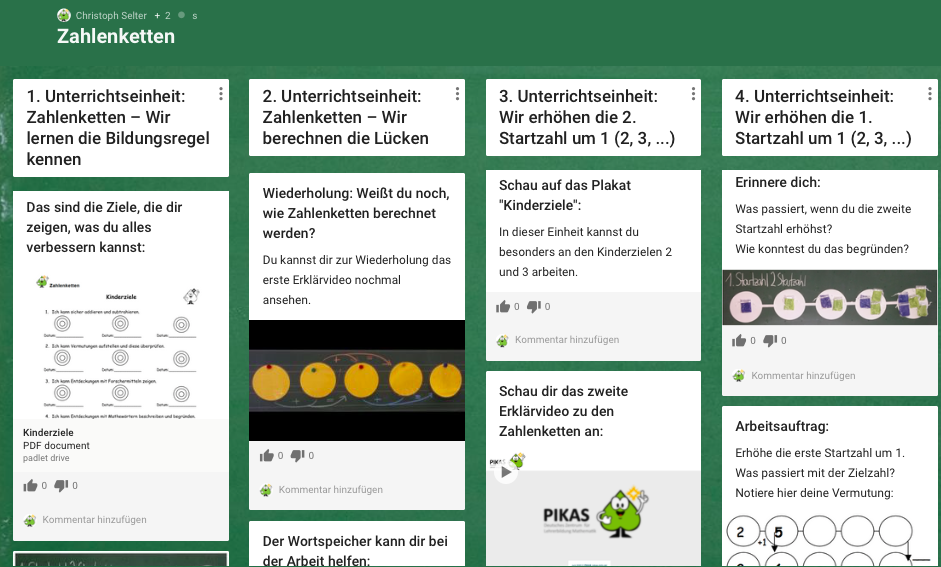 Christoph Selter + 2 s
Zahlenketten
1. Unterrichtseinheit:
Zahlenketten – Wir
lernen die Bildungsregel
kennen
Das sind die Ziele, die dir
zeigen, was du alles
verbessern kannst:
Zahlenketten
Kinderziele
1. Ich kann sicher addieren und subtrahieren.
Datum: Datum: Datum:
2. Ich kann Vermutungen aufstellen und diese überprüfen.
Datum: Datum: Datum:
3. Ich kann Entdeckungen mit Forschermitteln zeigen.
Datum: Datum: Datum:
4. Ich kann Entdeckungen mit Mathewörtern beschreiben und begründen.
Kinderziele
PDF document
padlet drive
0 0
Kommentar hinzufügen
2. Unterrichtseinheit:
Zahlenketten – Wir
berechnen die Lücken
Wiederholung: Weißt du noch,
wie Zahlenketten berechnet
werden?
Du kannst dir zur Wiederholung das
erste Erklärvideo nochmal
ansehen.
0 0
Kommentar hinzufügen
Der Wortspeicher kann dir bei
der Arbeit helfen:
3. Unterrichtseinheit:
Wir erhöhen die 2.
Startzahl um 1 (2, 3, ...)
Schau auf das Plakat
"Kinderziele":
In dieser Einheit kannst du
besonders an den Kinderzielen 2
und 3 arbeiten.
0 0
Kommentar hinzufügen
Schau dir das zweite
Erklärvideo zu den
Zahlenketten an:
PIKAS
4. Unterrichtseinheit:
Wir erhöhen die 1.
Startzahl um 1 (2, 3, ...)
Erinnere dich:
Was passiert, wenn du die zweite
Startzahl erhöhst?
Wie konntest du das begründen?
1. Startzahl 2. Startzahl
0 0
Kommentar hinzufügen
Arbeitsauftrag:
Erhöhe die erste Startzahl um 1.
Was passiert mit der Zielzahl?
Notiere hier deine Vermutung:
2 5
+1